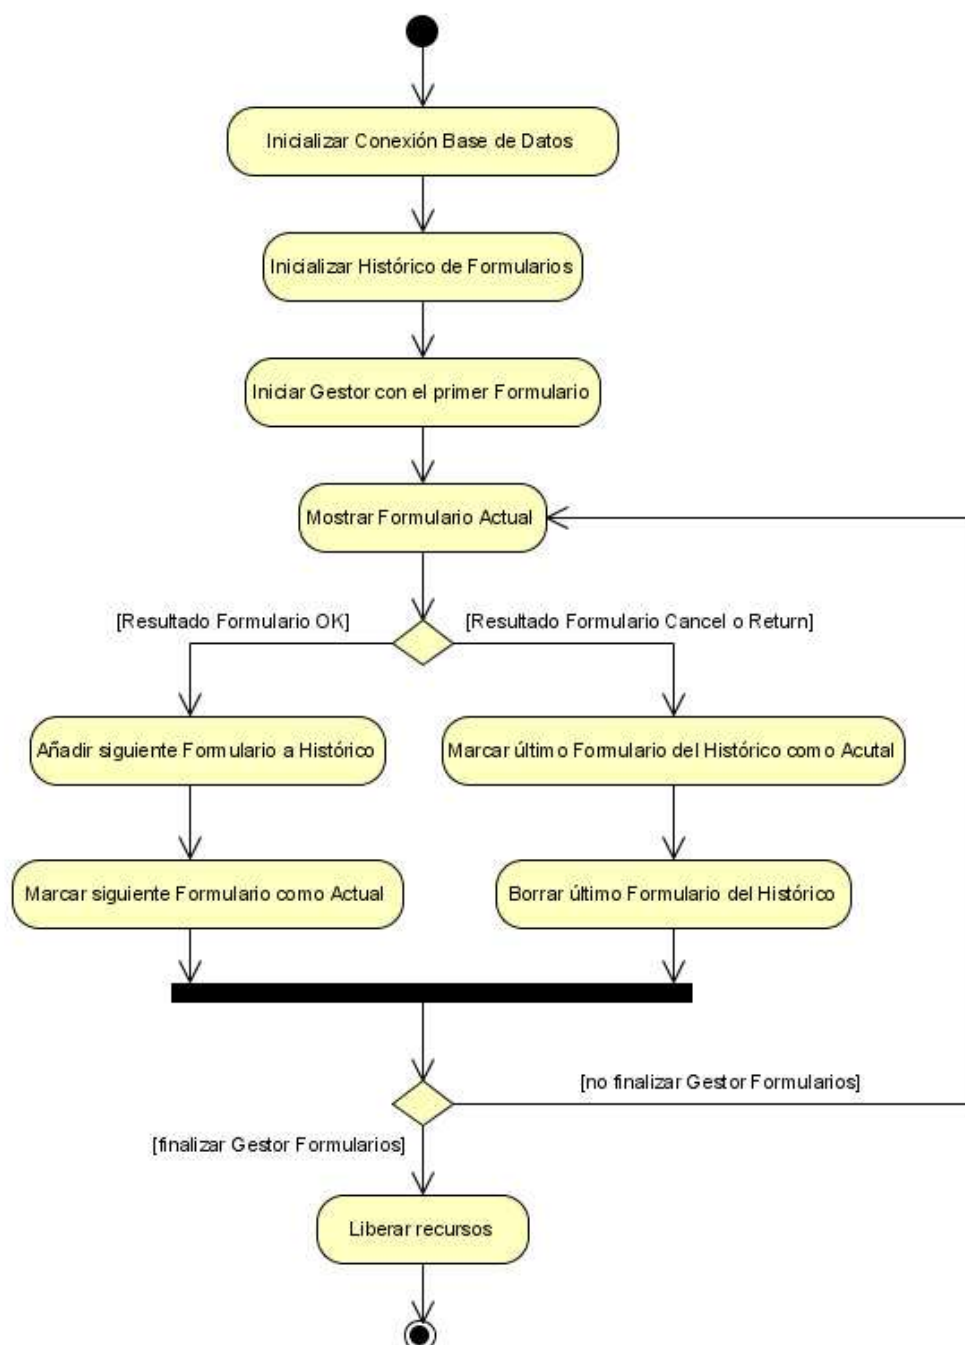 Inicializar Conexión Base de Datos
Inicializar Histórico de Formularios
Iniciar Gestor con el primer Formulario
Mostrar Formulario Actual
[Resultado Formulario OK]
[Resultado Formulario Cancel o Return]
Añadir siguiente Formulario a Histórico
Marcar último Formulario del Histórico como Acutal
Marcar siguiente Formulario como Actual
Borrar último Formulario del Histórico
[no finalizar Gestor Formularios]
[finalizar Gestor Formularios]
Liberar recursos